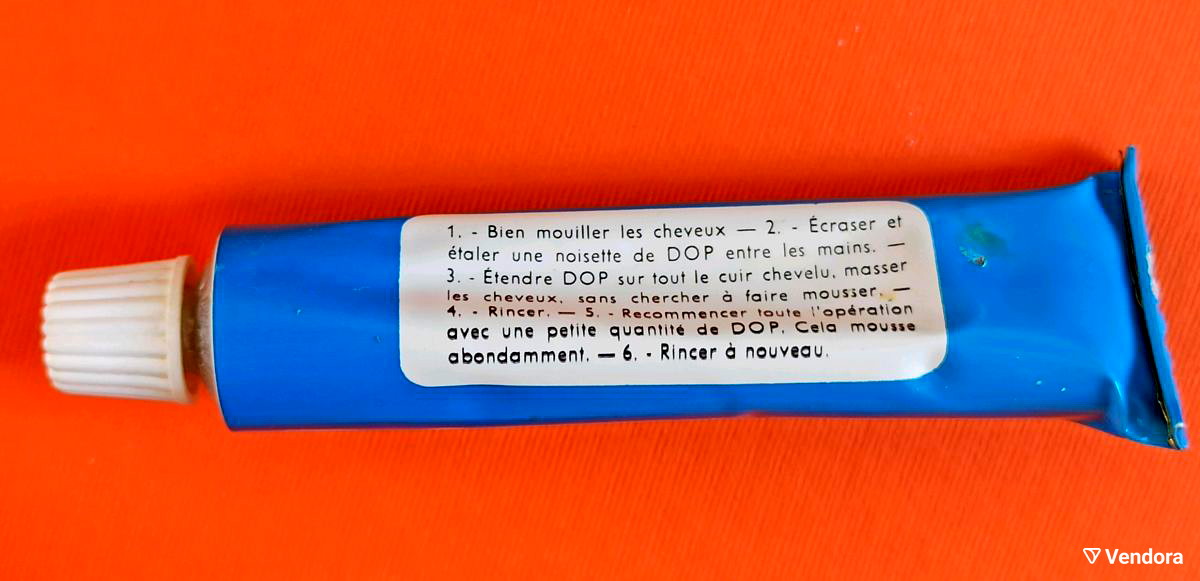 1. - Bien mouiller les cheveux — 2. - Écraser et
étaler une noisette de DOP entre les mains. —
3. - Étendre DOP sur tout le cuir chevelu, masser
les cheveux, sans chercher à faire mousser. —
4. - Rincer. — 5. - Recommencer toute l'opération
avec une petite quantité de DOP. Cela mousse
abondamment. — 6. - Rincer à nouveau.
Vendora